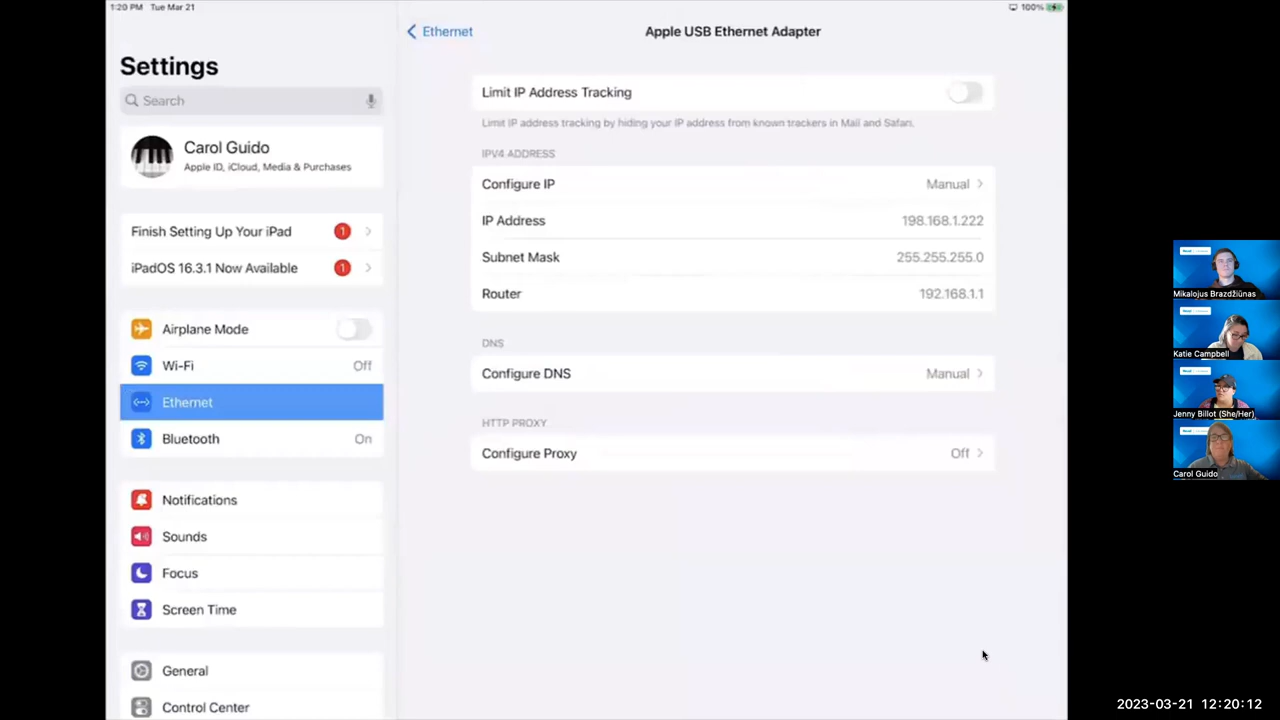 1:20 PM Tue Mar 21
100%
Settings
Search
Carol Guido
Apple ID, iCloud, Media & Purchases
Finish Setting Up Your iPad 1
iPadOS 16.3.1 Now Available 1
Airplane Mode
Wi-Fi Off
Ethernet
Bluetooth On
Notifications
Sounds
Focus
Screen Time
General
Control Center
Ethernet
Apple USB Ethernet Adapter
Limit IP Address Tracking
Limit IP address tracking by hiding your IP address from known trackers in Mail and Safari.
IPV4 ADDRESS
Configure IP Manual
IP Address 198.168.1.222
Subnet Mask 255.255.255.0
Router 192.168.1.1
DNS
Configure DNS Manual
HTTP PROXY
Configure Proxy Off
Mikalojus Brazdžiūnas
Katie Campbell
Jenny Billot (She/Her)
Carol Guido
2023-03-21 12:20:12